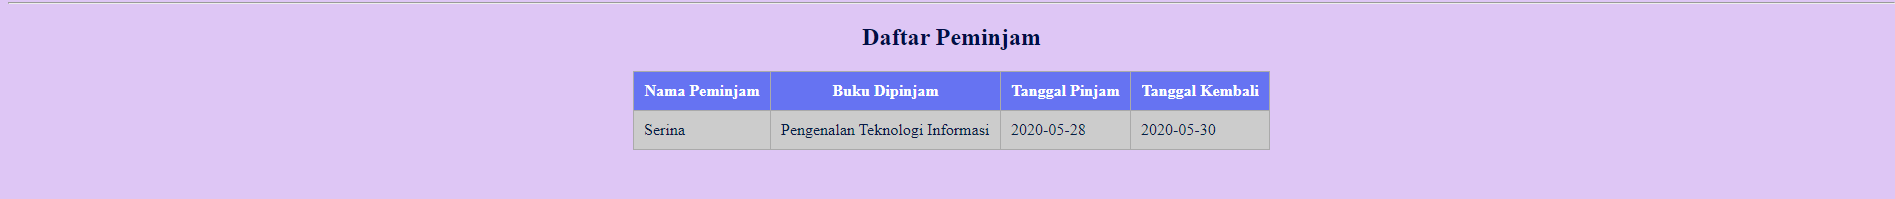 Daftar Peminjam
Nama Peminjam Buku Dipinjam Tanggal Pinjam Tanggal Kembali
Serina Pengenalan Teknologi Informasi 2020-05-28 2020-05-30